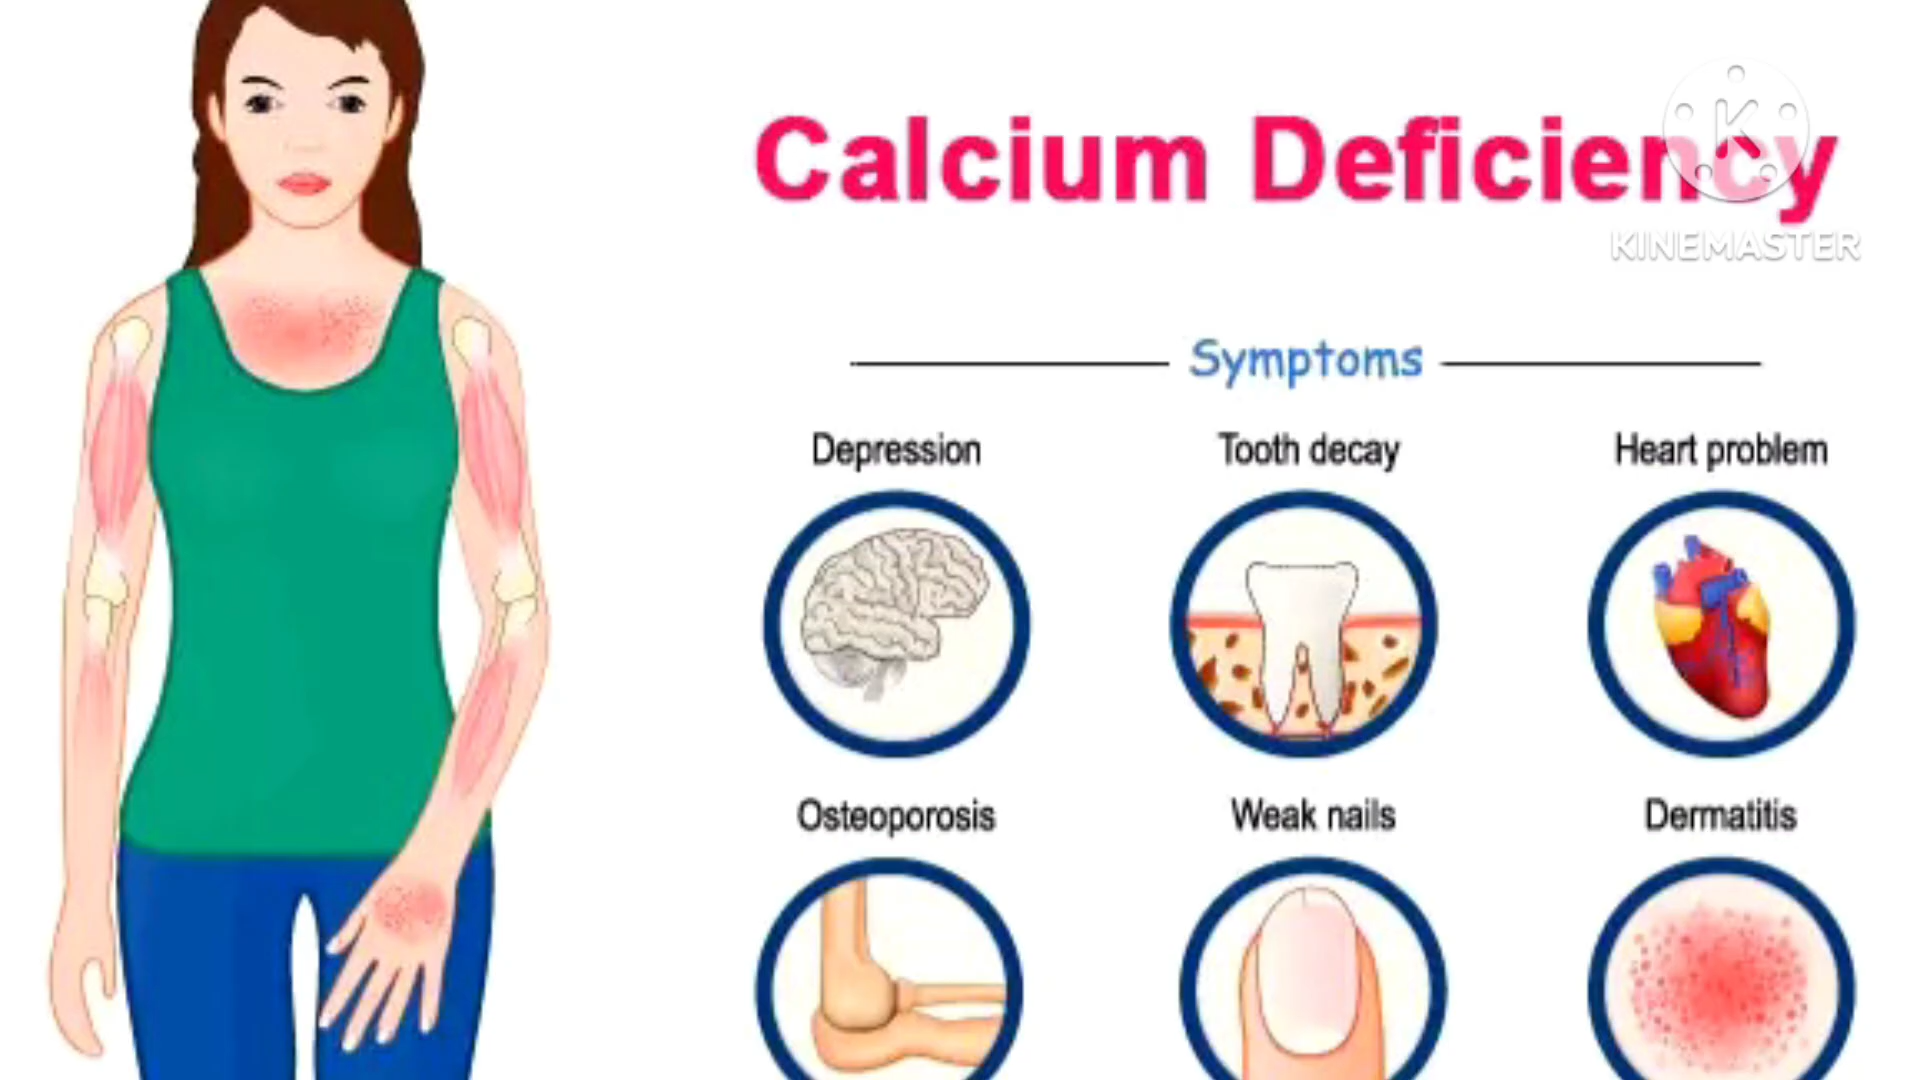 Calcium Deficiency
K
KINEMASTER
Symptoms
Depression
Tooth decay
Heart problem
Osteoporosis
Weak nails
Dermatitis